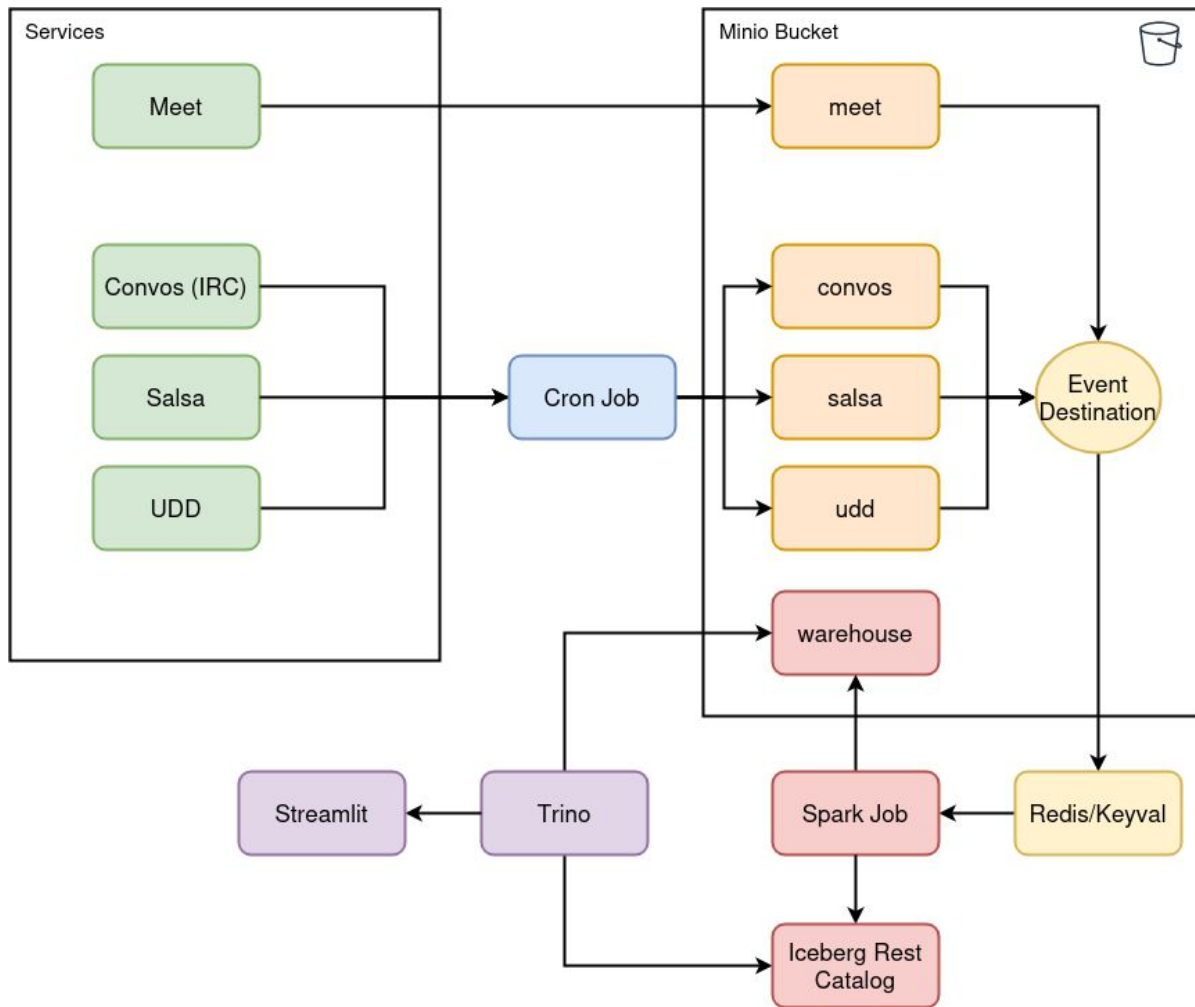 Services
Minio Bucket
Meet
meet
Convos (IRC)
convos
Salsa
Cron Job
salsa
Event
Destination
UDD
udd
warehouse
Streamlit
Trino
Spark Job
Redis/Keyval
Iceberg Rest
Catalog